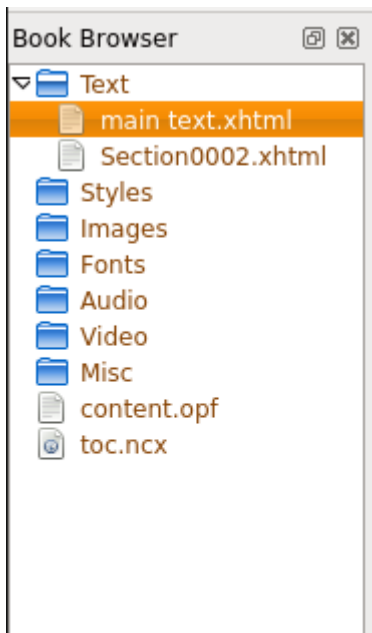 Book Browser
Text
main text.xhtml
Section0002.xhtml
Styles
Images
Fonts
Audio
Video
Misc
content.opf
toc.ncx